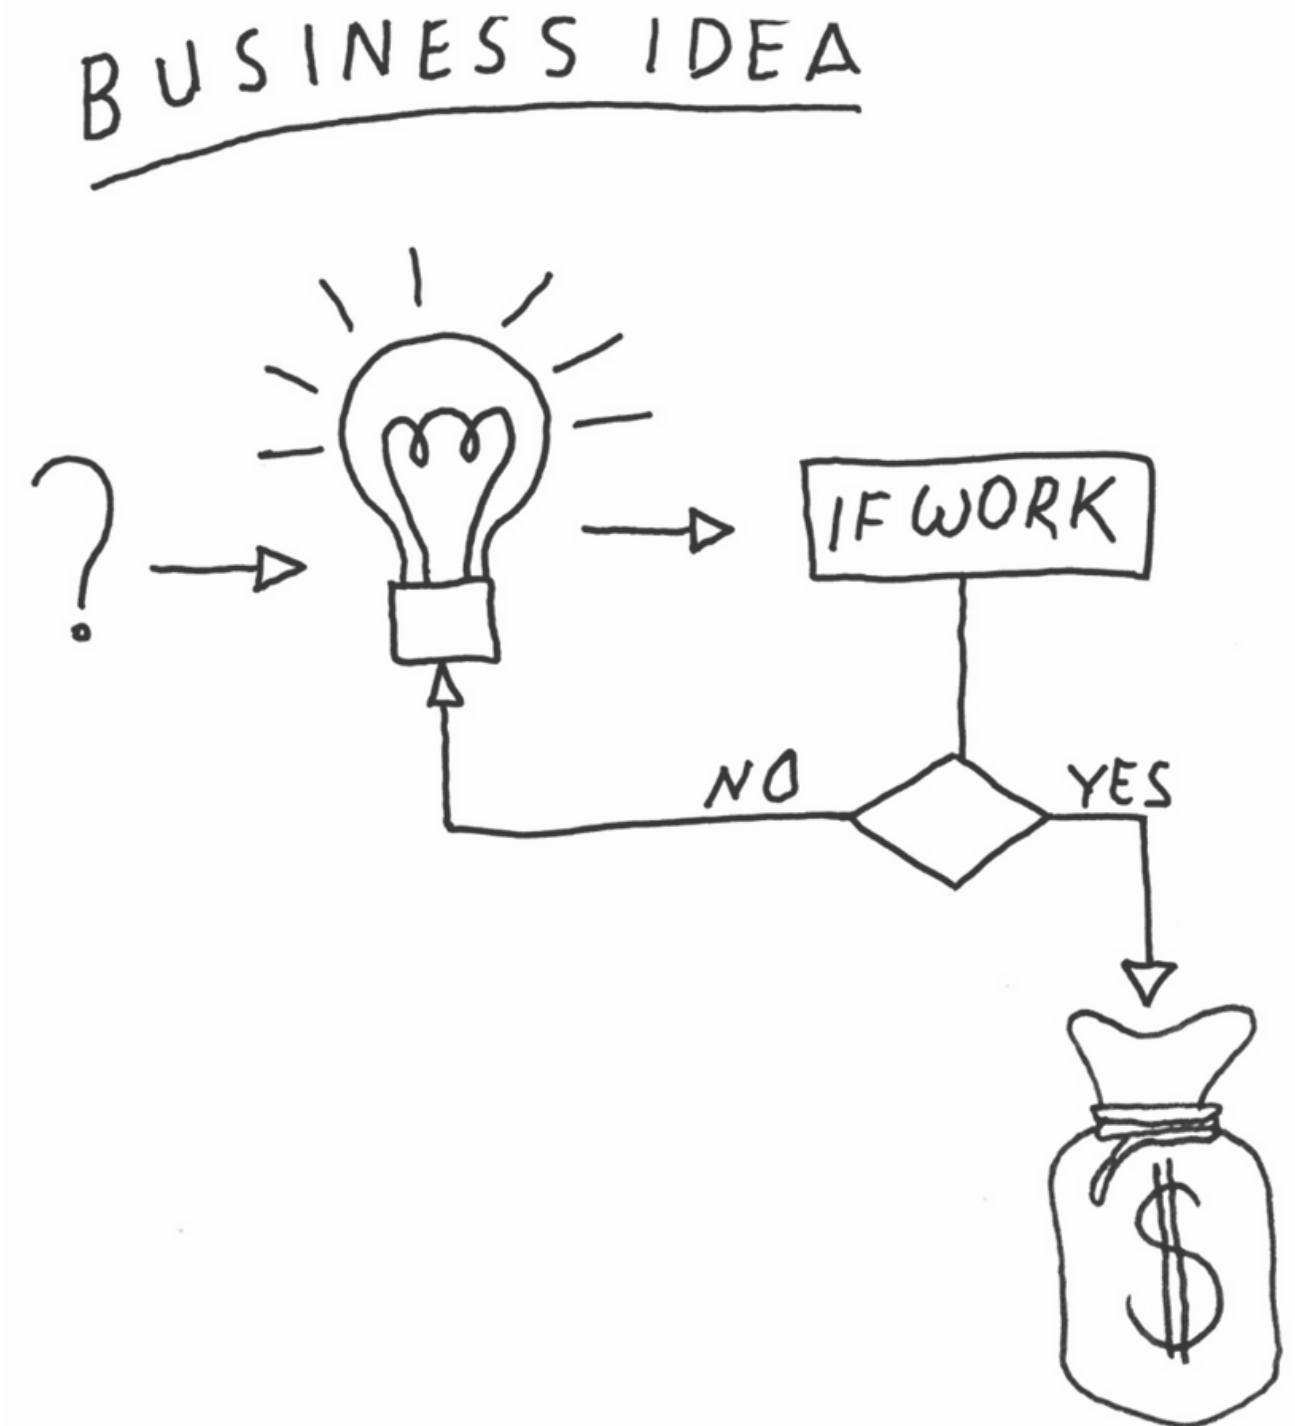 BUSINESS IDEA
?
IF WORK
NO
YES
$